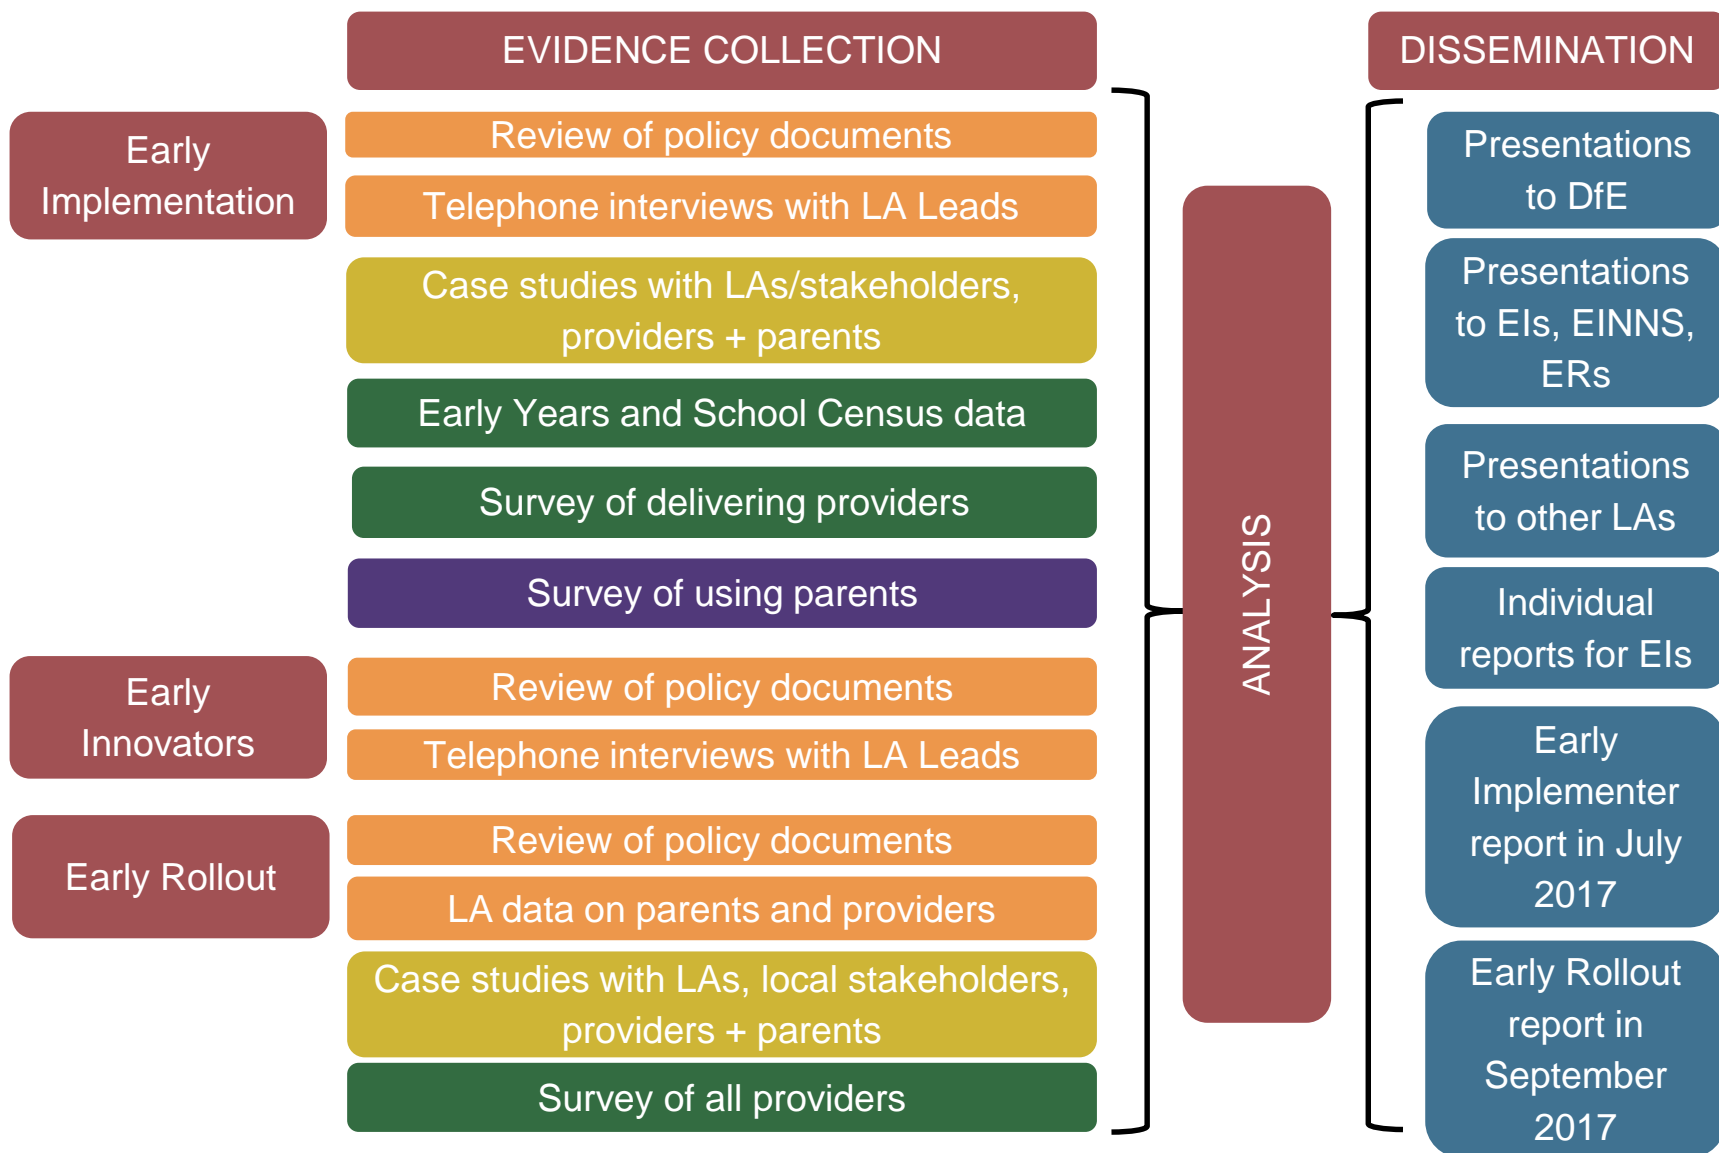 EVIDENCE COLLECTION
DISSEMINATION
Early
Implementation
Review of policy documents
Telephone interviews with LA Leads
Case studies with LAs/stakeholders,
providers + parents
Early Years and School Census data
Survey of delivering providers
Survey of using parents
Early
Innovators
Review of policy documents
Telephone interviews with LA Leads
Early Rollout
Review of policy documents
LA data on parents and providers
Case studies with LAs, local stakeholders,
providers + parents
Survey of all providers
ANALYSIS
Presentations
to DfE
Presentations
to EIs, EINNS,
ERs
Presentations
to other LAs
Individual
reports for EIs
Early
Implementer
report in July
2017
Early Rollout
report in
September
2017